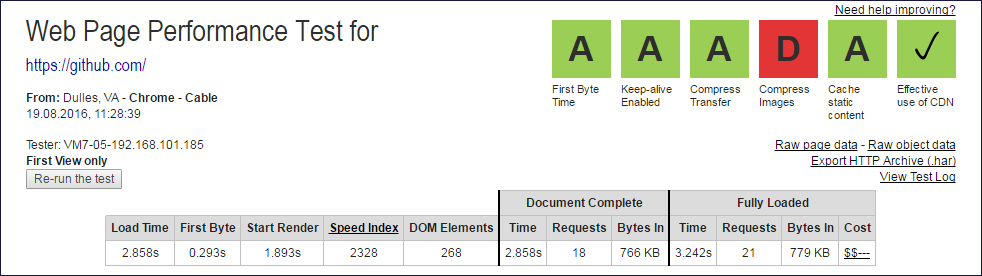 Need help improving?
Web Page Performance Test for
https://github.com/
A A A D A ✓
First Byte Time
Keep-alive Enabled
Compress Transfer
Compress Images
Cache static content
Effective use of CDN
From: Dulles, VA - Chrome - Cable
19.08.2016, 11:28:39
Tester: VM7-05-192.168.101.185
First View only
Re-run the test
Raw page data - Raw object data
Export HTTP Archive (.har)
View Test Log
Document Complete Fully Loaded
Load Time First Byte Start Render Speed Index DOM Elements Time Requests Bytes In Time Requests Bytes In Cost
2.858s 0.293s 1.893s 2328 268 2.858s 18 766 KB 3.242s 21 779 KB $$---